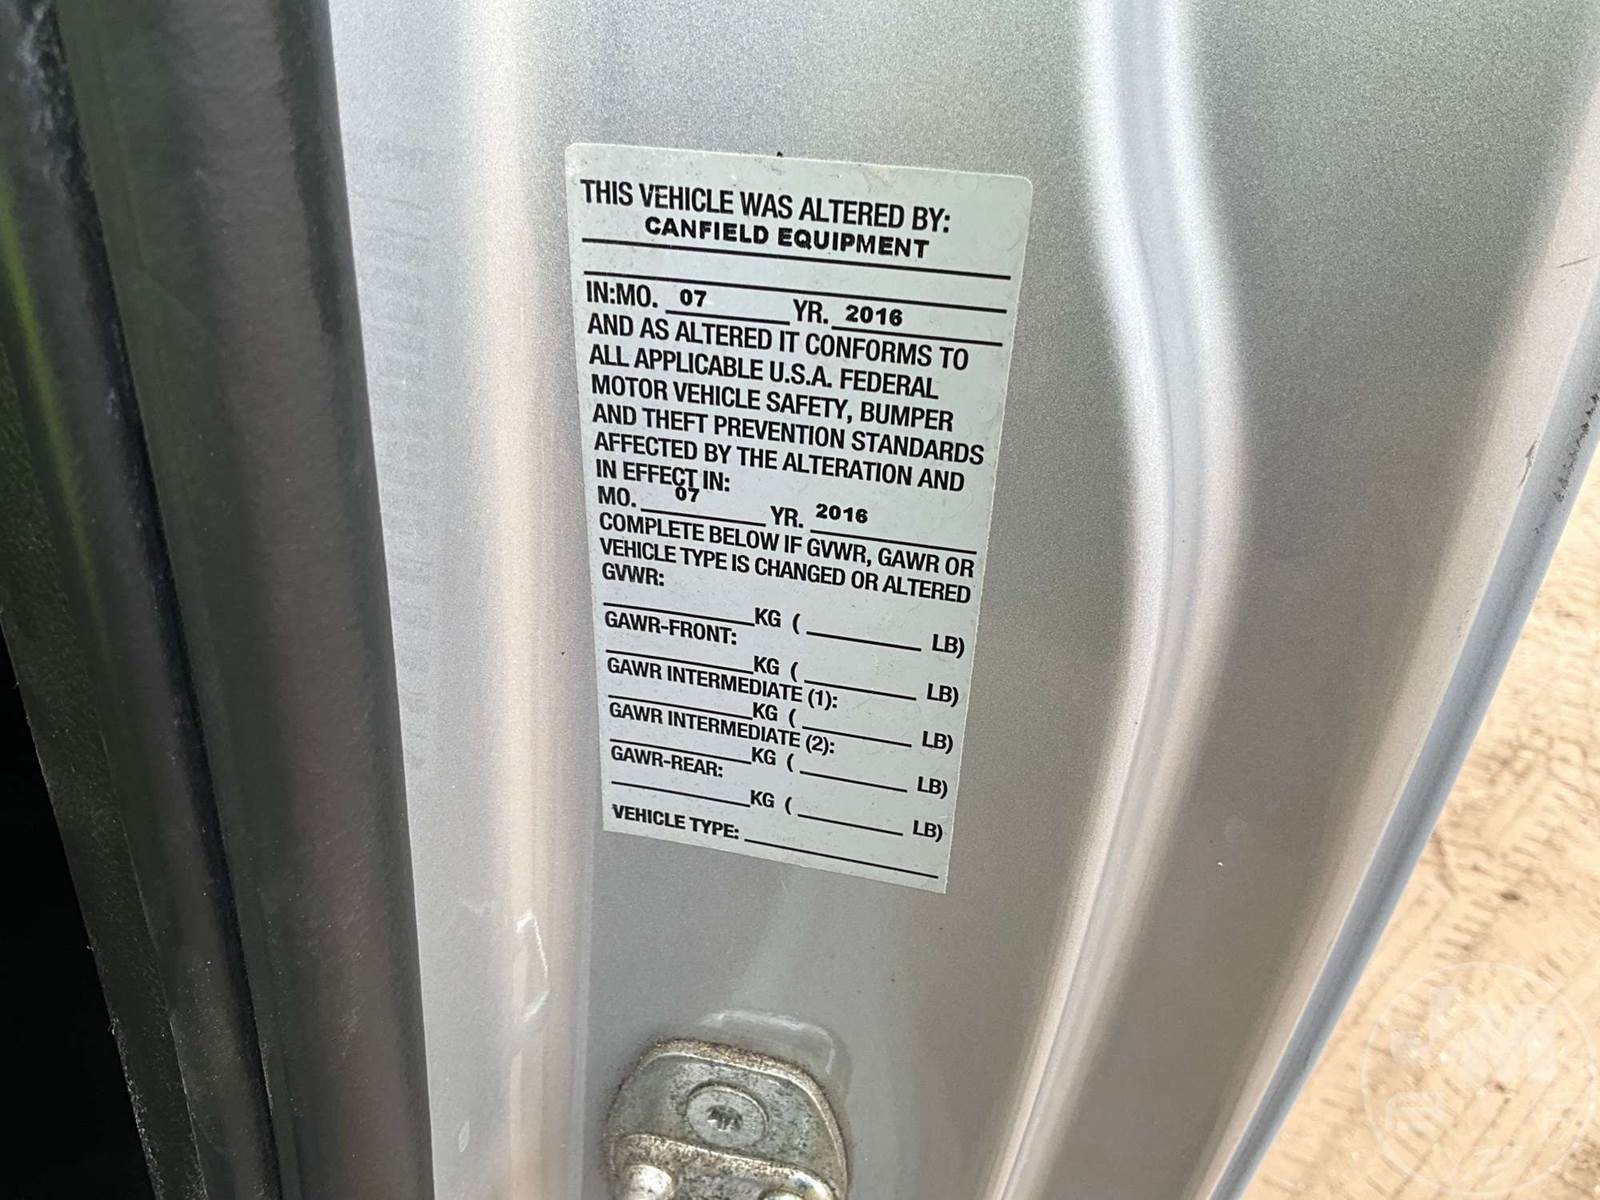 THIS VEHICLE WAS ALTERED BY:
CANFIELD EQUIPMENT
IN:MO. 07 YR. 2016
AND AS ALTERED IT CONFORMS TO
ALL APPLICABLE U.S.A. FEDERAL
MOTOR VEHICLE SAFETY, BUMPER
AND THEFT PREVENTION STANDARDS
AFFECTED BY THE ALTERATION AND
IN EFFECT IN:
MO. 07 YR. 2016
COMPLETE BELOW IF GVWR, GAWR OR
VEHICLE TYPE IS CHANGED OR ALTERED
GVWR:
KG ( LB)
GAWR-FRONT:
KG ( LB)
GAWR INTERMEDIATE (1):
KG ( LB)
GAWR INTERMEDIATE (2):
KG ( LB)
GAWR-REAR:
KG ( LB)
VEHICLE TYPE: